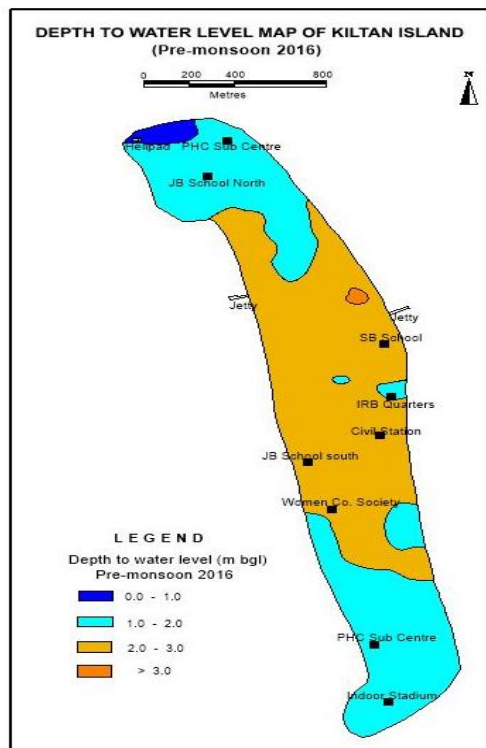 DEPTH TO WATER LEVEL MAP OF KILTAN ISLAND
(Pre-monsoon 2016)
0 200 400 800
Metres
N
Helipad PHC Sub Centre
JB School North
Jetty
Jetty
SB School
IRB Quarters
Civil Station
JB School south
Women Co. Society
LEGEND
Depth to water level (m bgl)
Pre-monsoon 2016
0.0 - 1.0
1.0 - 2.0
2.0 - 3.0
> 3.0
PHC Sub Centre
Indoor Stadium